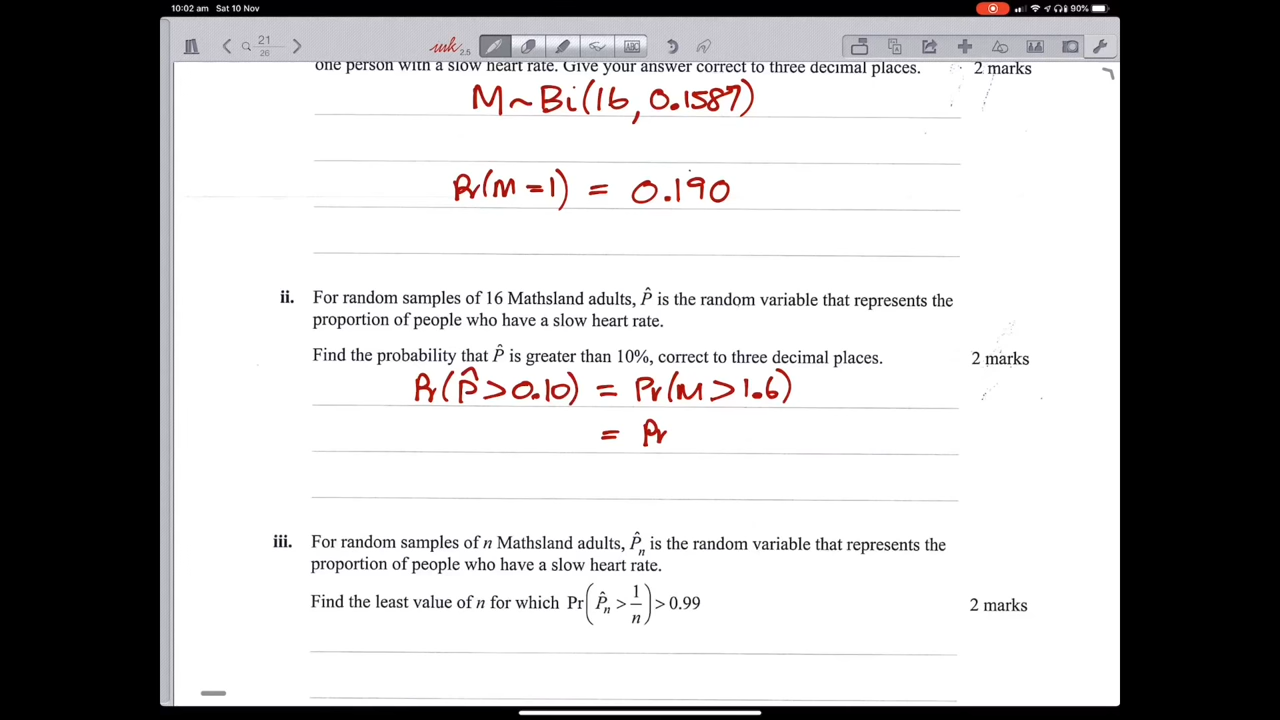 10:02 am Sat 10 Nov
90%
21
26
2.5
ABC
one person with a slow heart rate. Give your answer correct to three decimal places. 2 marks
M~Bi(16, 0.1587)
Pr(M=1) = 0.190
ii. For random samples of 16 Mathsland adults, P̂ is the random variable that represents the
proportion of people who have a slow heart rate.
Find the probability that P̂ is greater than 10%, correct to three decimal places. 2 marks
Pr(P̂ > 0.10) = Pr(M > 1.6)
= Pr
iii. For random samples of n Mathsland adults, P̂ₙ is the random variable that represents the
proportion of people who have a slow heart rate.
Find the least value of n for which Pr(P̂ₙ > 1/n) > 0.99 2 marks